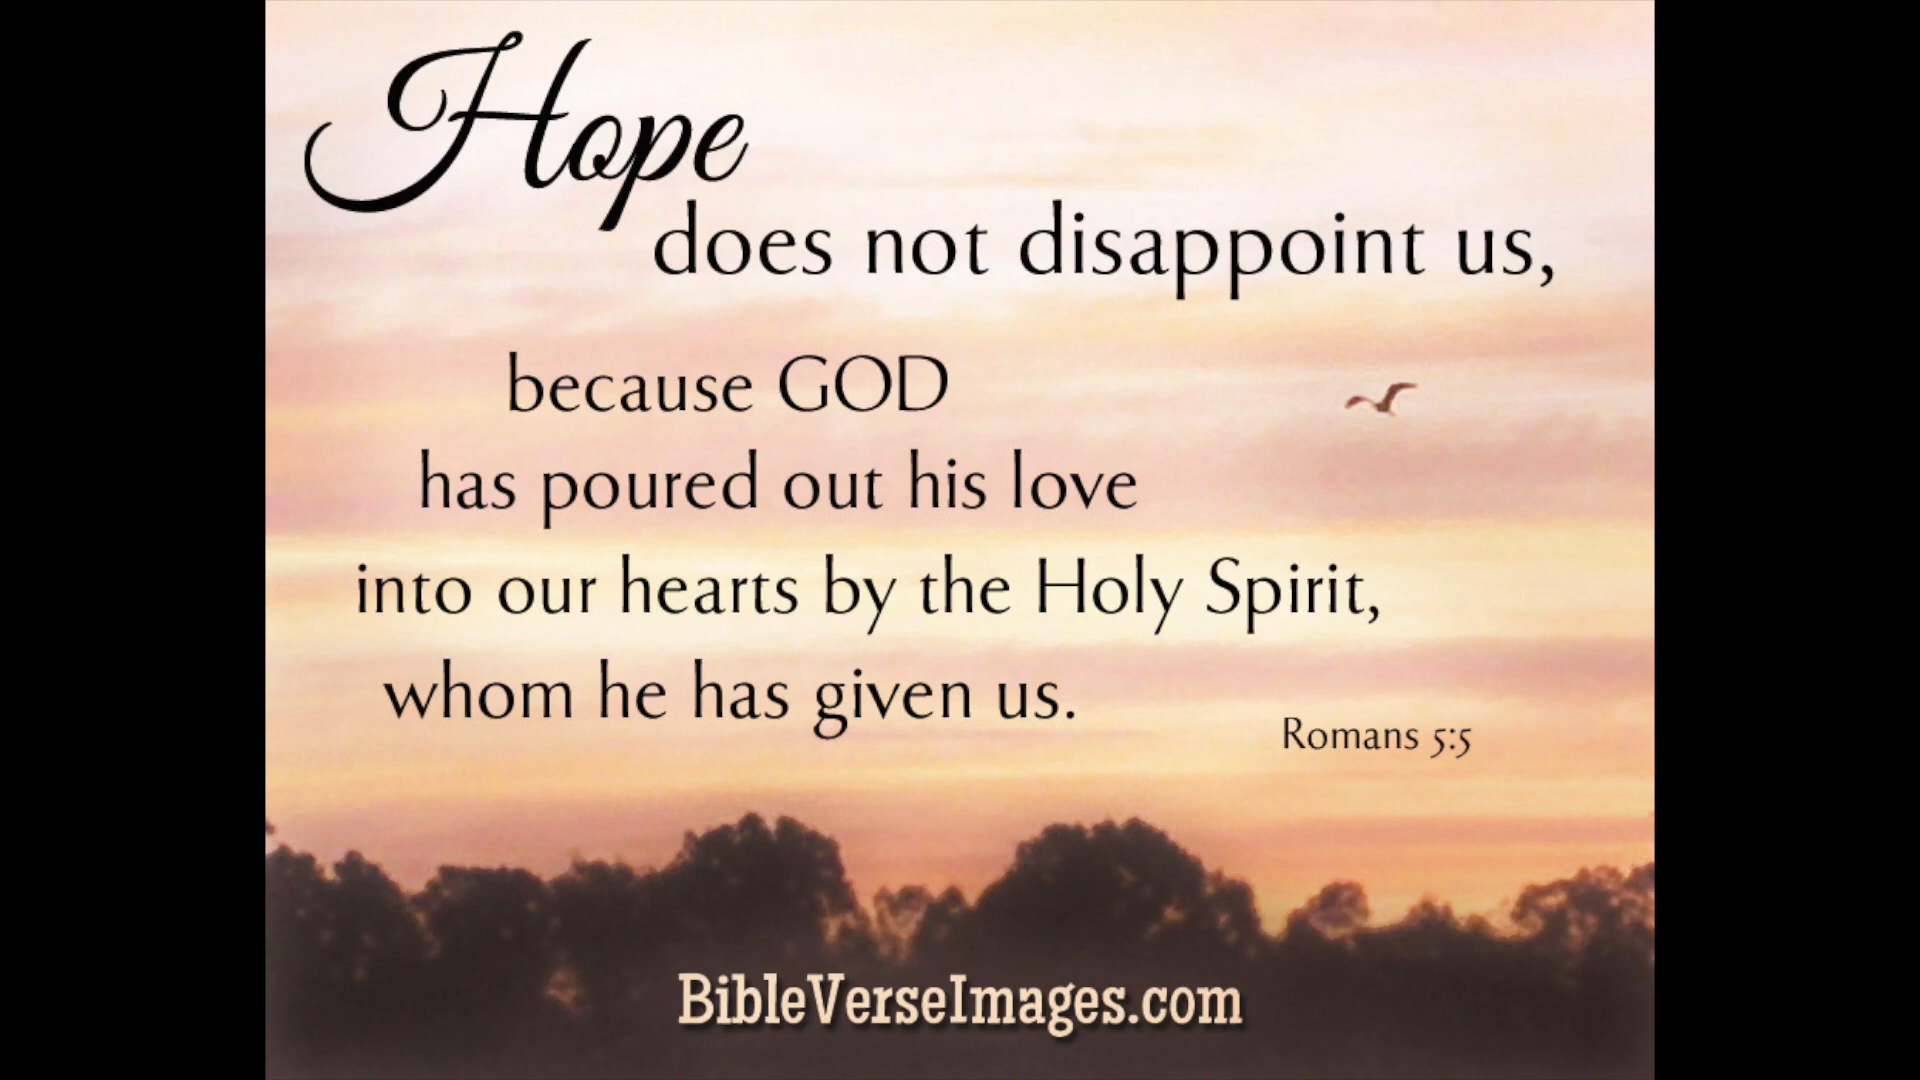 Hope
does not disappoint us,
because GOD
has poured out his love
into our hearts by the Holy Spirit,
whom he has given us.
Romans 5:5
BibleVerseImages.com